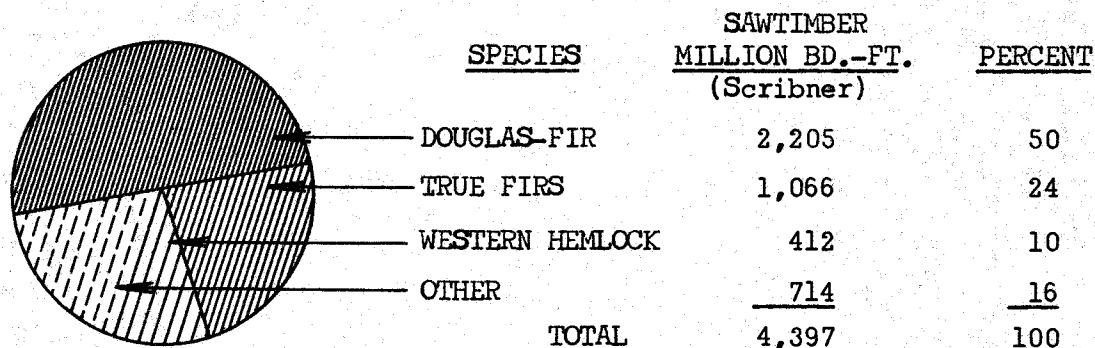 SAWTIMBER
SPECIES MILLION BD.-FT. PERCENT
(Scribner)
DOUGLAS-FIR 2,205 50
TRUE FIRS 1,066 24
WESTERN HEMLOCK 412 10
OTHER 714 16
TOTAL 4,397 100